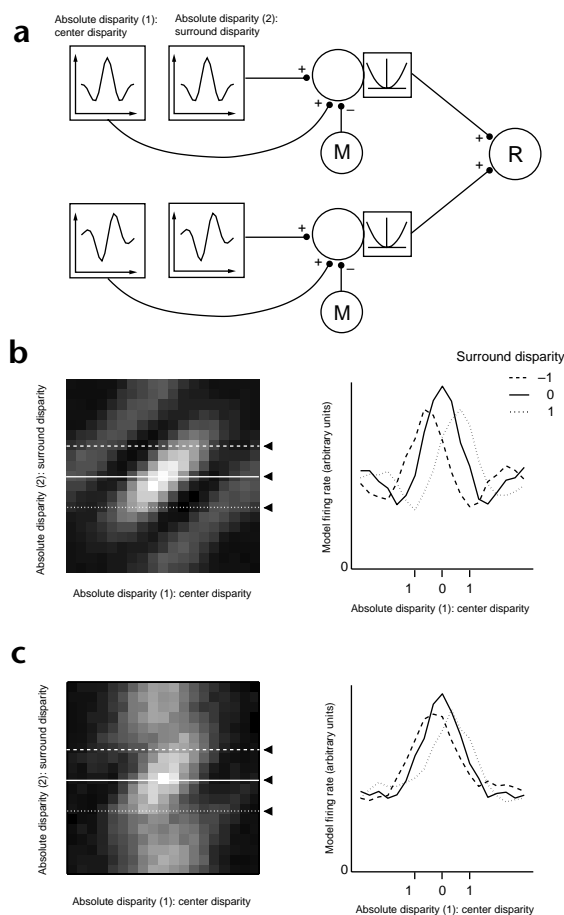 a
Absolute disparity (1):
center disparity
Absolute disparity (2):
surround disparity
+
+
–
M
+
+
R
+
+
–
M
b
Surround disparity
–1
0
1
Absolute disparity (2): surround disparity
Absolute disparity (1): center disparity
Model firing rate (arbitrary units)
0
1 0 1
Absolute disparity (1): center disparity
c
Absolute disparity (2): surround disparity
Absolute disparity (1): center disparity
Model firing rate (arbitrary units)
0
1 0 1
Absolute disparity (1): center disparity